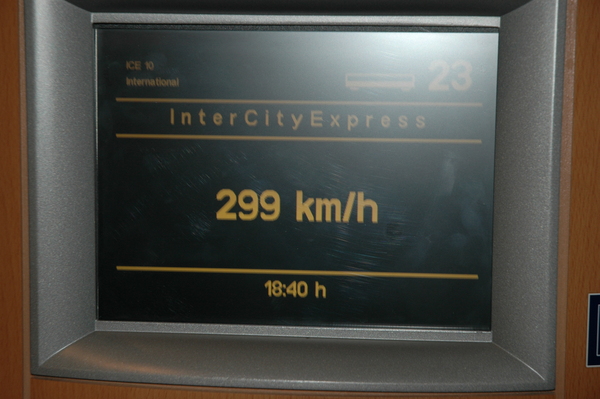 ICE 10
International
23
InterCityExpress
299 km/h
18:40 h